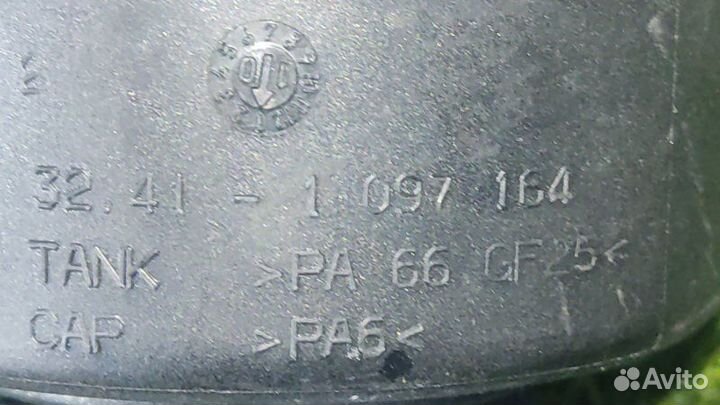 32.41 - 1 097 164
TANK >PA 66 GF25<
CAP >PA6<
Avito